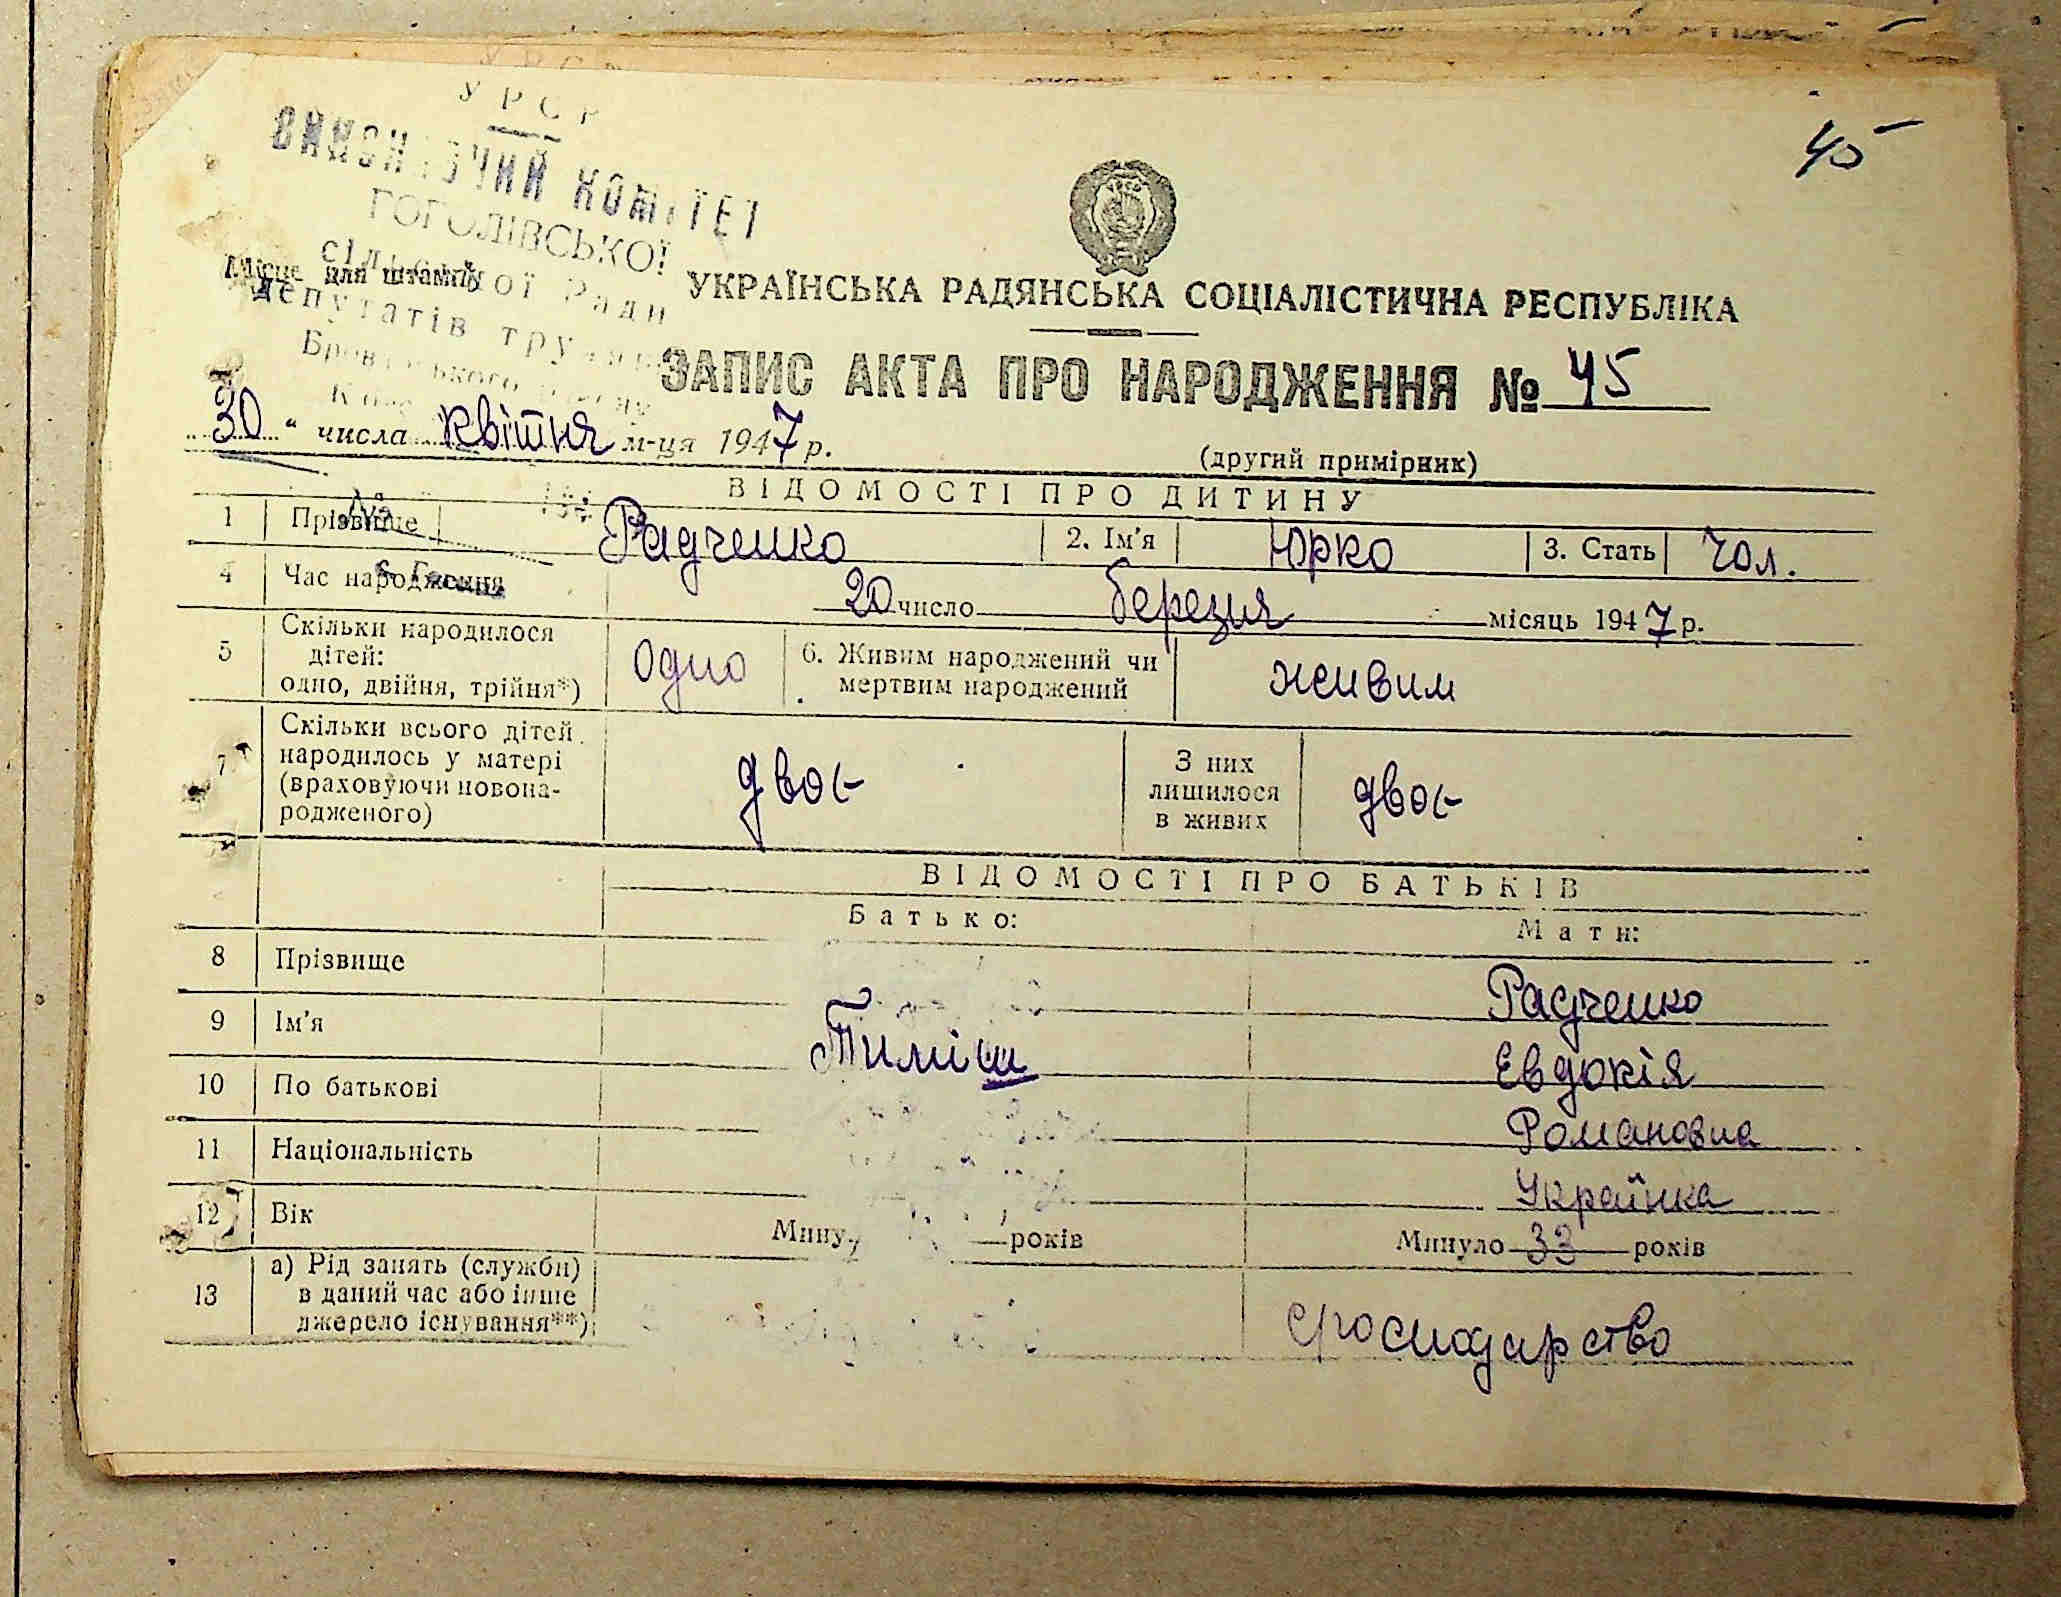 45
УРСР
ВИКОНАВЧИЙ КОМІТЕТ
ГОГОЛІВСЬКОЇ
сільської Ради
депутатів трудящ
Місце для штампу
УКРАЇНСЬКА РАДЯНСЬКА СОЦІАЛІСТИЧНА РЕСПУБЛІКА
ЗАПИС АКТА ПРО НАРОДЖЕННЯ № 45
„30" числа квітня м-ця 1947 р.
(другий примірник)
ВІДОМОСТІ ПРО ДИТИНУ
1 Прізвище Радченко 2. Ім'я Юрко 3. Стать Чол.
4 Час народження 20 число березня місяць 1947 р.
5 Скільки народилося
дітей:
одно, двійня, трійня*) Одно 6. Живим народжений чи
мертвим народжений живим
7 Скільки всього дітей
народилось у матері
(враховуючи новона-
родженого) двоє З них
лишилося
в живих двоє
ВІДОМОСТІ ПРО БАТЬКІВ
Батько: Мати:
8 Прізвище Радченко
9 Ім'я Тиміш Евдокія
10 По батькові Романовна
11 Національність Українка
12 Вік Мину років Минуло 33 років
13 а) Рід занять (служби)
в даний час або інше
джерело існування**) господарство